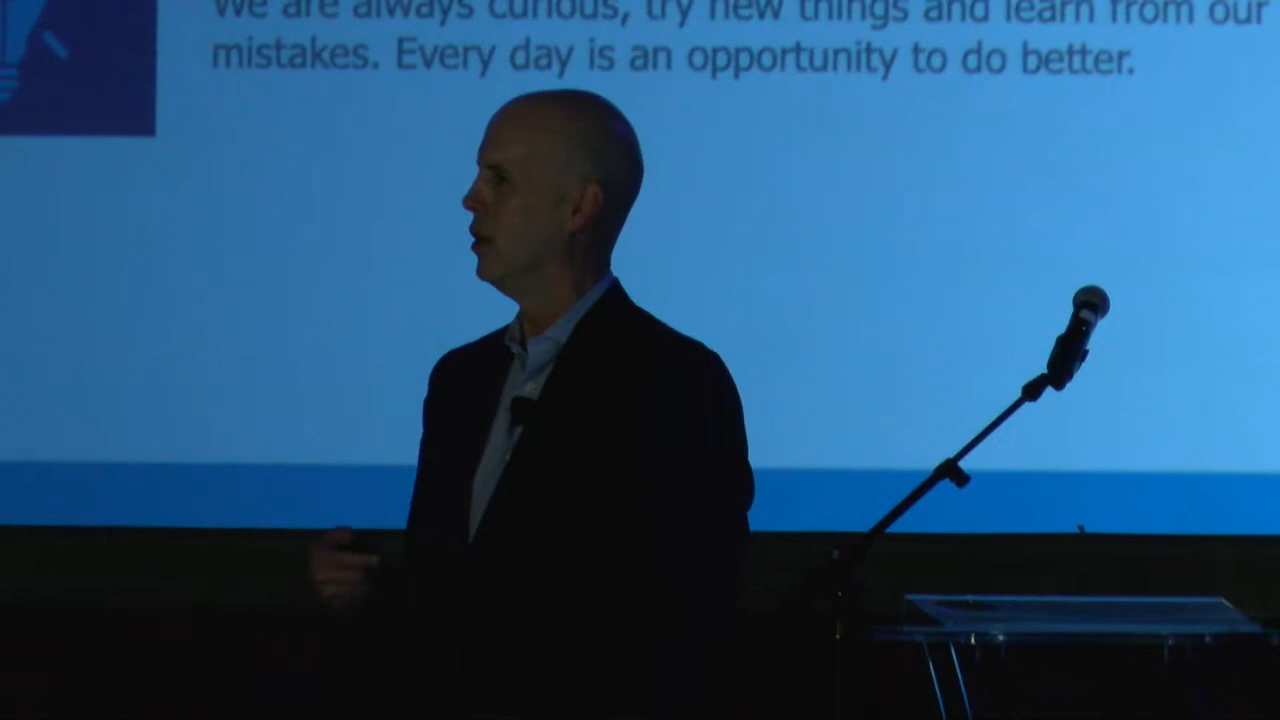 We are always curious, try new things and learn from our
mistakes. Every day is an opportunity to do better.